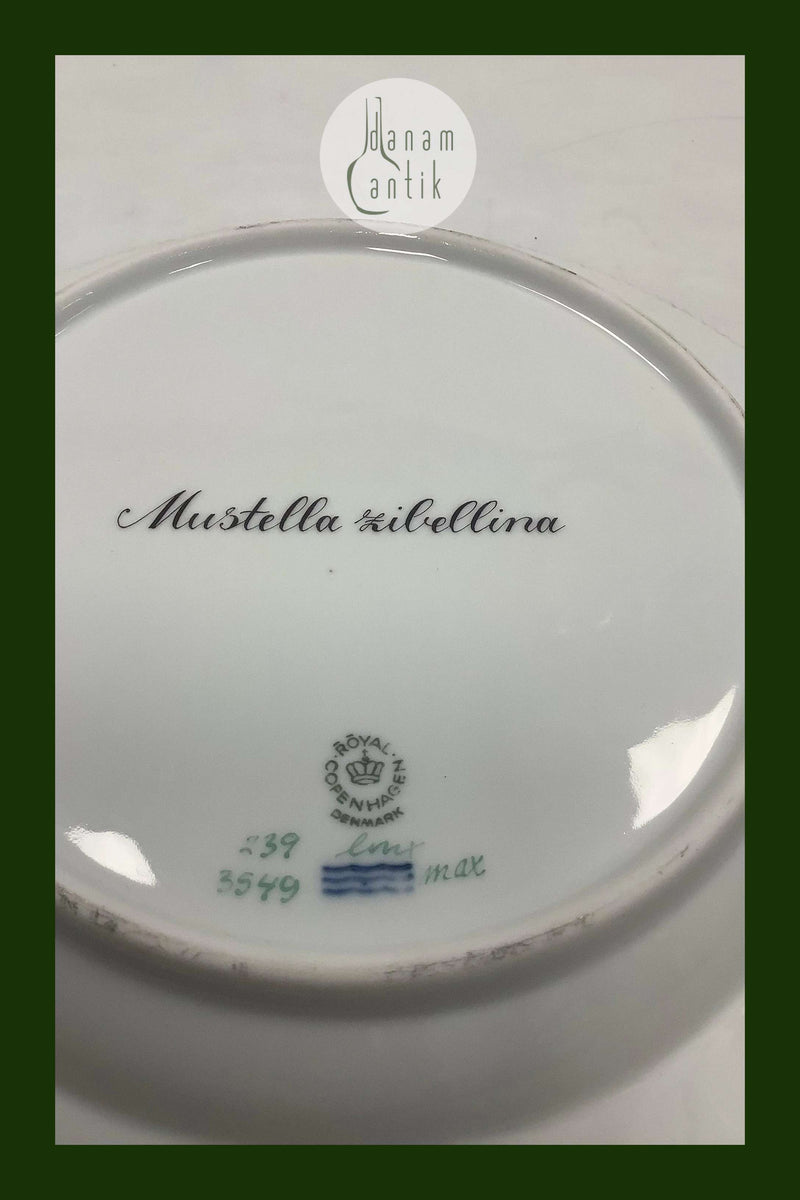 danam
antik
Mustella zibellina
ROYAL COPENHAGEN
DENMARK
239
3549 max